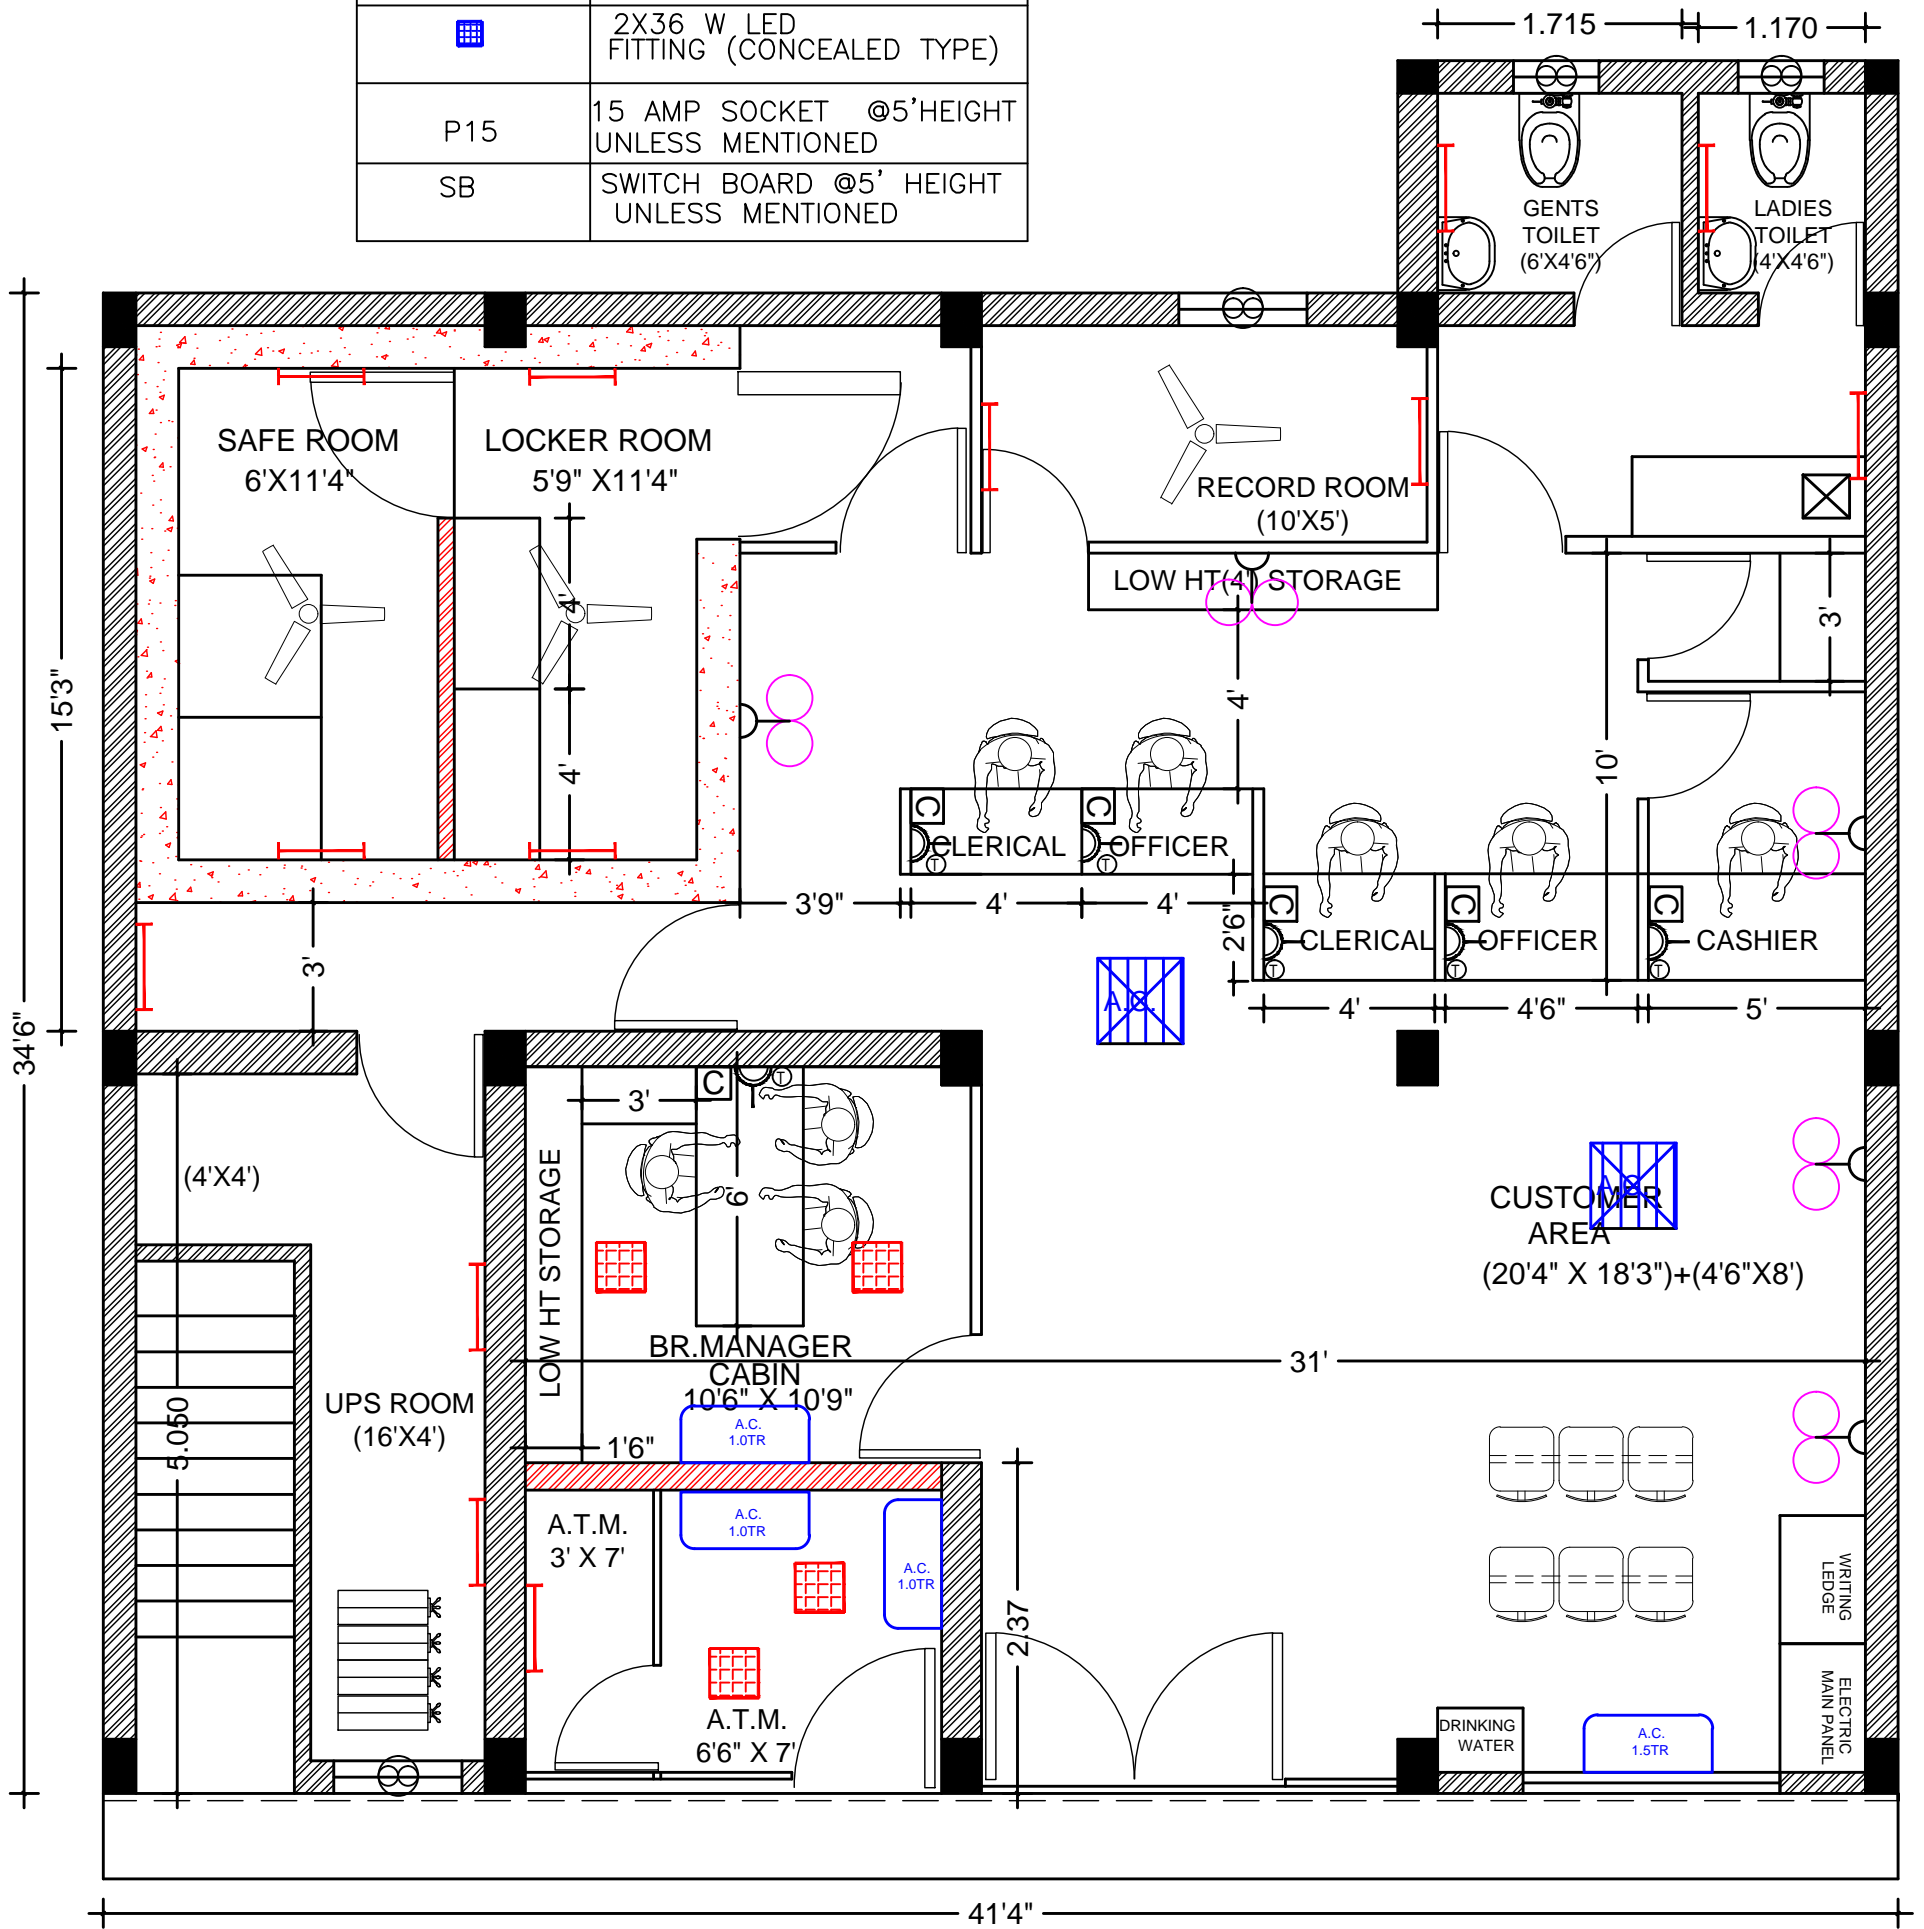 2X36 W LED
FITTING (CONCEALED TYPE)
P15
15 AMP SOCKET @5'HEIGHT
UNLESS MENTIONED
SB
SWITCH BOARD @5' HEIGHT
UNLESS MENTIONED
1.715
1.170
GENTS
TOILET
(6'X4'6")
LADIES
TOILET
(4'X4'6")
SAFE ROOM
6'X11'4"
LOCKER ROOM
5'9" X11'4"
RECORD ROOM
(10'X5')
LOW HT(4') STORAGE
4'
4'
4'
3'
10'
15'3"
34'6"
C
CLERICAL
T
C
OFFICER
T
3'9"
4'
4'
2'6"
C
CLERICAL
T
C
OFFICER
T
C
CASHIER
T
4'
4'6"
5'
3'
A.C.
A.C.
(4'X4')
3'
C
T
6'
LOW HT STORAGE
BR.MANAGER
CABIN
10'6" X 10'9"
CUSTOMER
AREA
(20'4" X 18'3")+(4'6"X8')
31'
UPS ROOM
(16'X4')
5.050
1'6"
A.C.
1.0TR
A.C.
1.0TR
A.C.
1.0TR
A.T.M.
3' X 7'
A.T.M.
6'6" X 7'
2.37
WRITING
LEDGE
ELECTRIC
MAIN PANEL
DRINKING
WATER
A.C.
1.5TR
41'4"